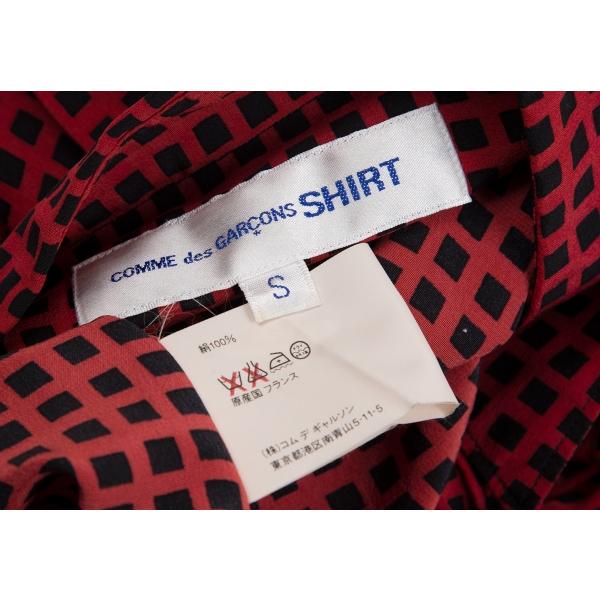 COMME des GARÇONS SHIRT
S
絹100%
原産国 フランス
(株)コム デ ギャルソン
東京都港区南青山5-11-5